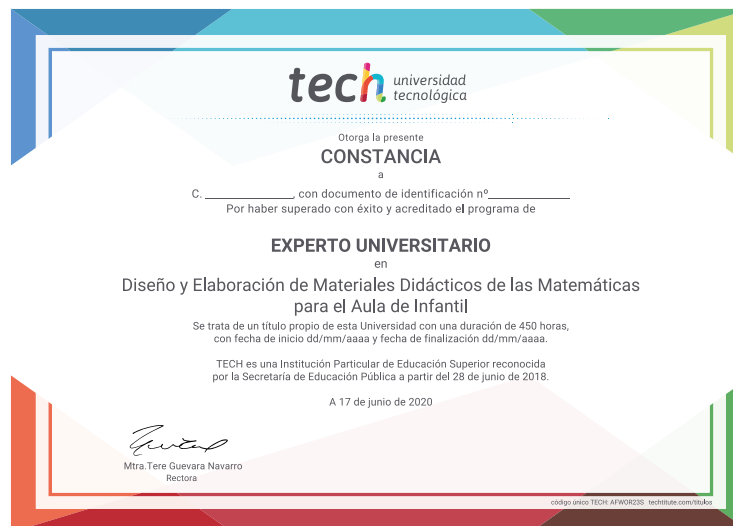 tech universidad
tecnológica
Otorga la presente
CONSTANCIA
a
C. ______________, con documento de identificación nº_____________
Por haber superado con éxito y acreditado el programa de
EXPERTO UNIVERSITARIO
en
Diseño y Elaboración de Materiales Didácticos de las Matemáticas
para el Aula de Infantil
Se trata de un título propio de esta Universidad con una duración de 450 horas,
con fecha de inicio dd/mm/aaaa y fecha de finalización dd/mm/aaaa.
TECH es una Institución Particular de Educación Superior reconocida
por la Secretaría de Educación Pública a partir del 28 de junio de 2018.
A 17 de junio de 2020
Mtra.Tere Guevara Navarro
Rectora
código único TECH: AFWOR23S techtitute.com/titulos